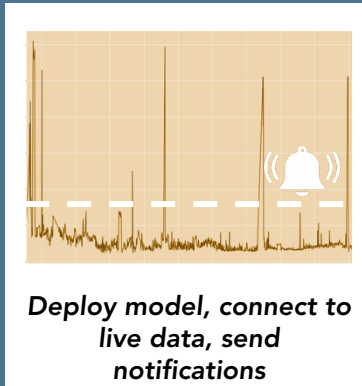 Deploy model, connect to
live data, send
notifications